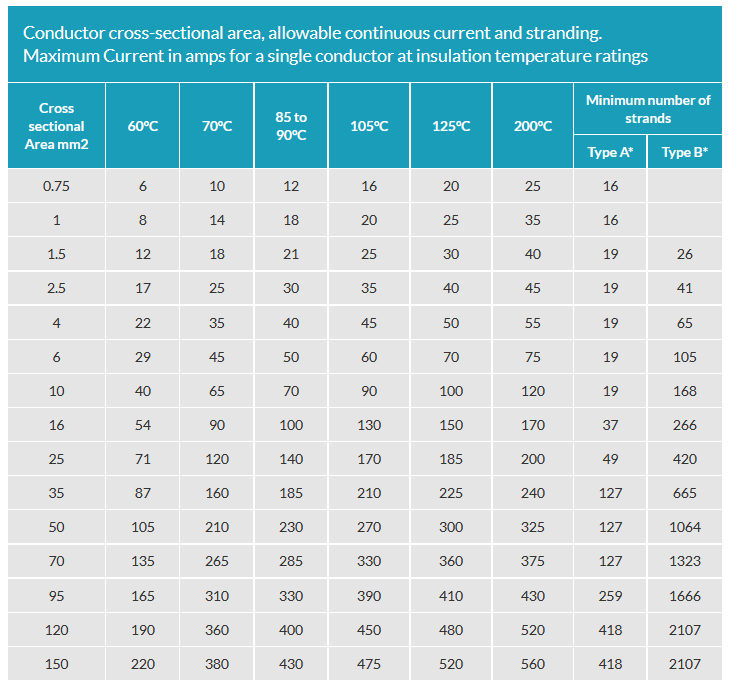 Conductor cross-sectional area, allowable continuous current and stranding.
Maximum Current in amps for a single conductor at insulation temperature ratings
Cross
sectional
Area mm2
60ºC
70ºC
85 to
90ºC
105ºC
125ºC
200ºC
Minimum number of
strands
Type A*
Type B*
0.75 6 10 12 16 20 25 16
1 8 14 18 20 25 35 16
1.5 12 18 21 25 30 40 19 26
2.5 17 25 30 35 40 45 19 41
4 22 35 40 45 50 55 19 65
6 29 45 50 60 70 75 19 105
10 40 65 70 90 100 120 19 168
16 54 90 100 130 150 170 37 266
25 71 120 140 170 185 200 49 420
35 87 160 185 210 225 240 127 665
50 105 210 230 270 300 325 127 1064
70 135 265 285 330 360 375 127 1323
95 165 310 330 390 410 430 259 1666
120 190 360 400 450 480 520 418 2107
150 220 380 430 475 520 560 418 2107